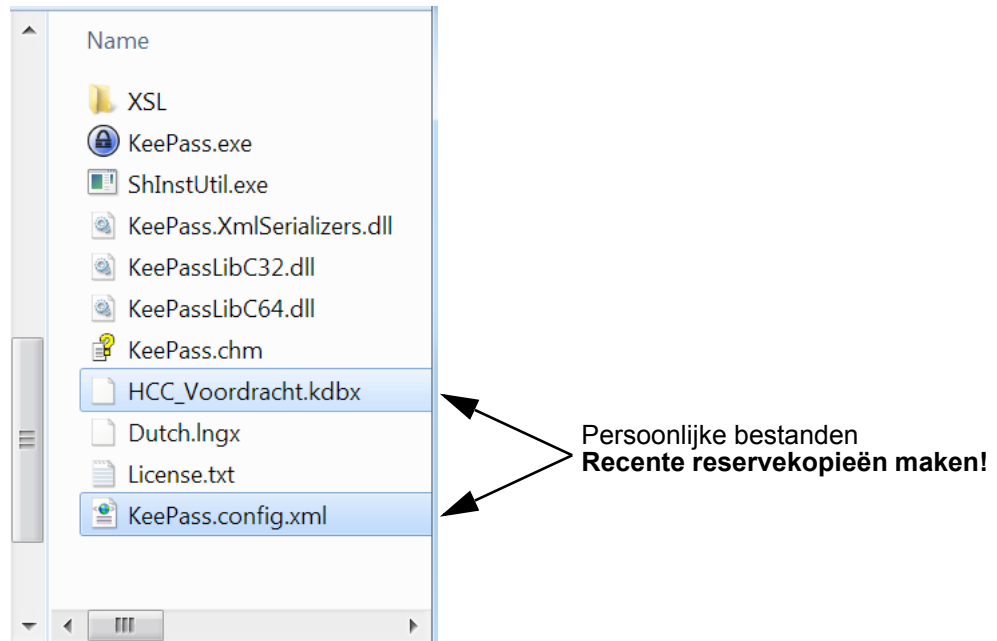 Name
XSL
KeePass.exe
ShInstUtil.exe
KeePass.XmlSerializers.dll
KeePassLibC32.dll
KeePassLibC64.dll
KeePass.chm
HCC_Voordracht.kdbx
Dutch.lngx
License.txt
KeePass.config.xml
Persoonlijke bestanden
Recente reservekopieën maken!